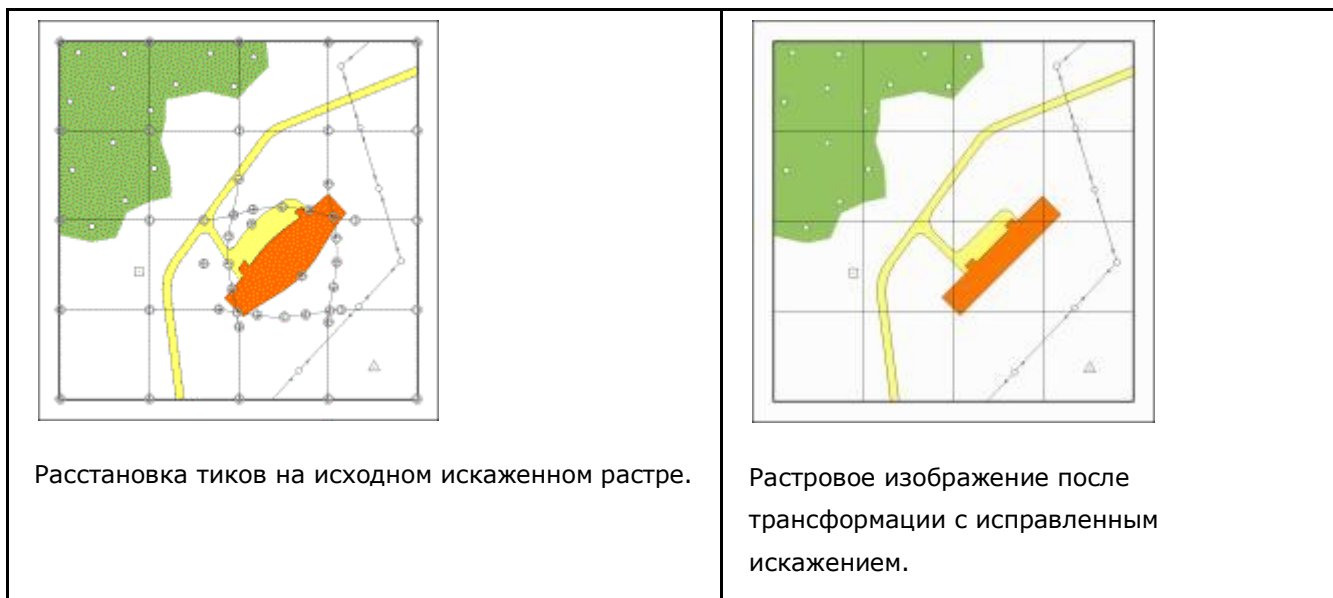 Расстановка тиков на исходном искаженном растре.
Растровое изображение после
трансформации с исправленным
искажением.